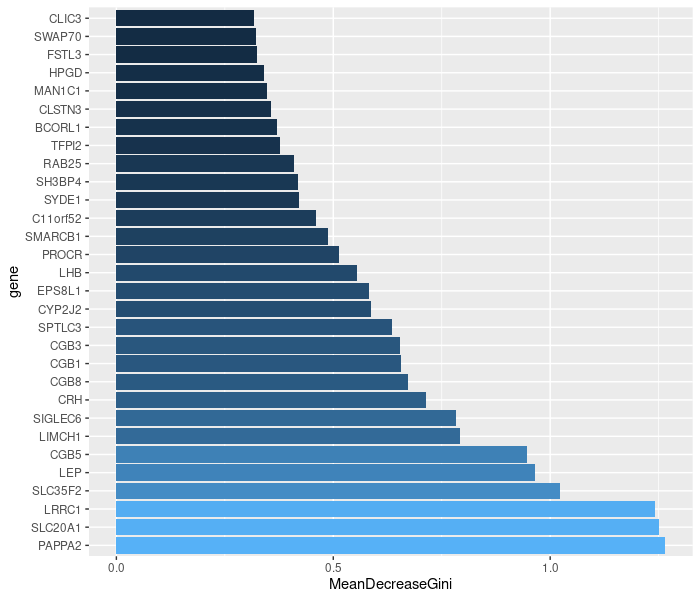 CLIC3
SWAP70
FSTL3
HPGD
MAN1C1
CLSTN3
BCORL1
TFPI2
RAB25
SH3BP4
SYDE1
C11orf52
SMARCB1
PROCR
LHB
EPS8L1
CYP2J2
SPTLC3
CGB3
CGB1
CGB8
CRH
SIGLEC6
LIMCH1
CGB5
LEP
SLC35F2
LRRC1
SLC20A1
PAPPA2
gene
0.0 0.5 1.0
MeanDecreaseGini